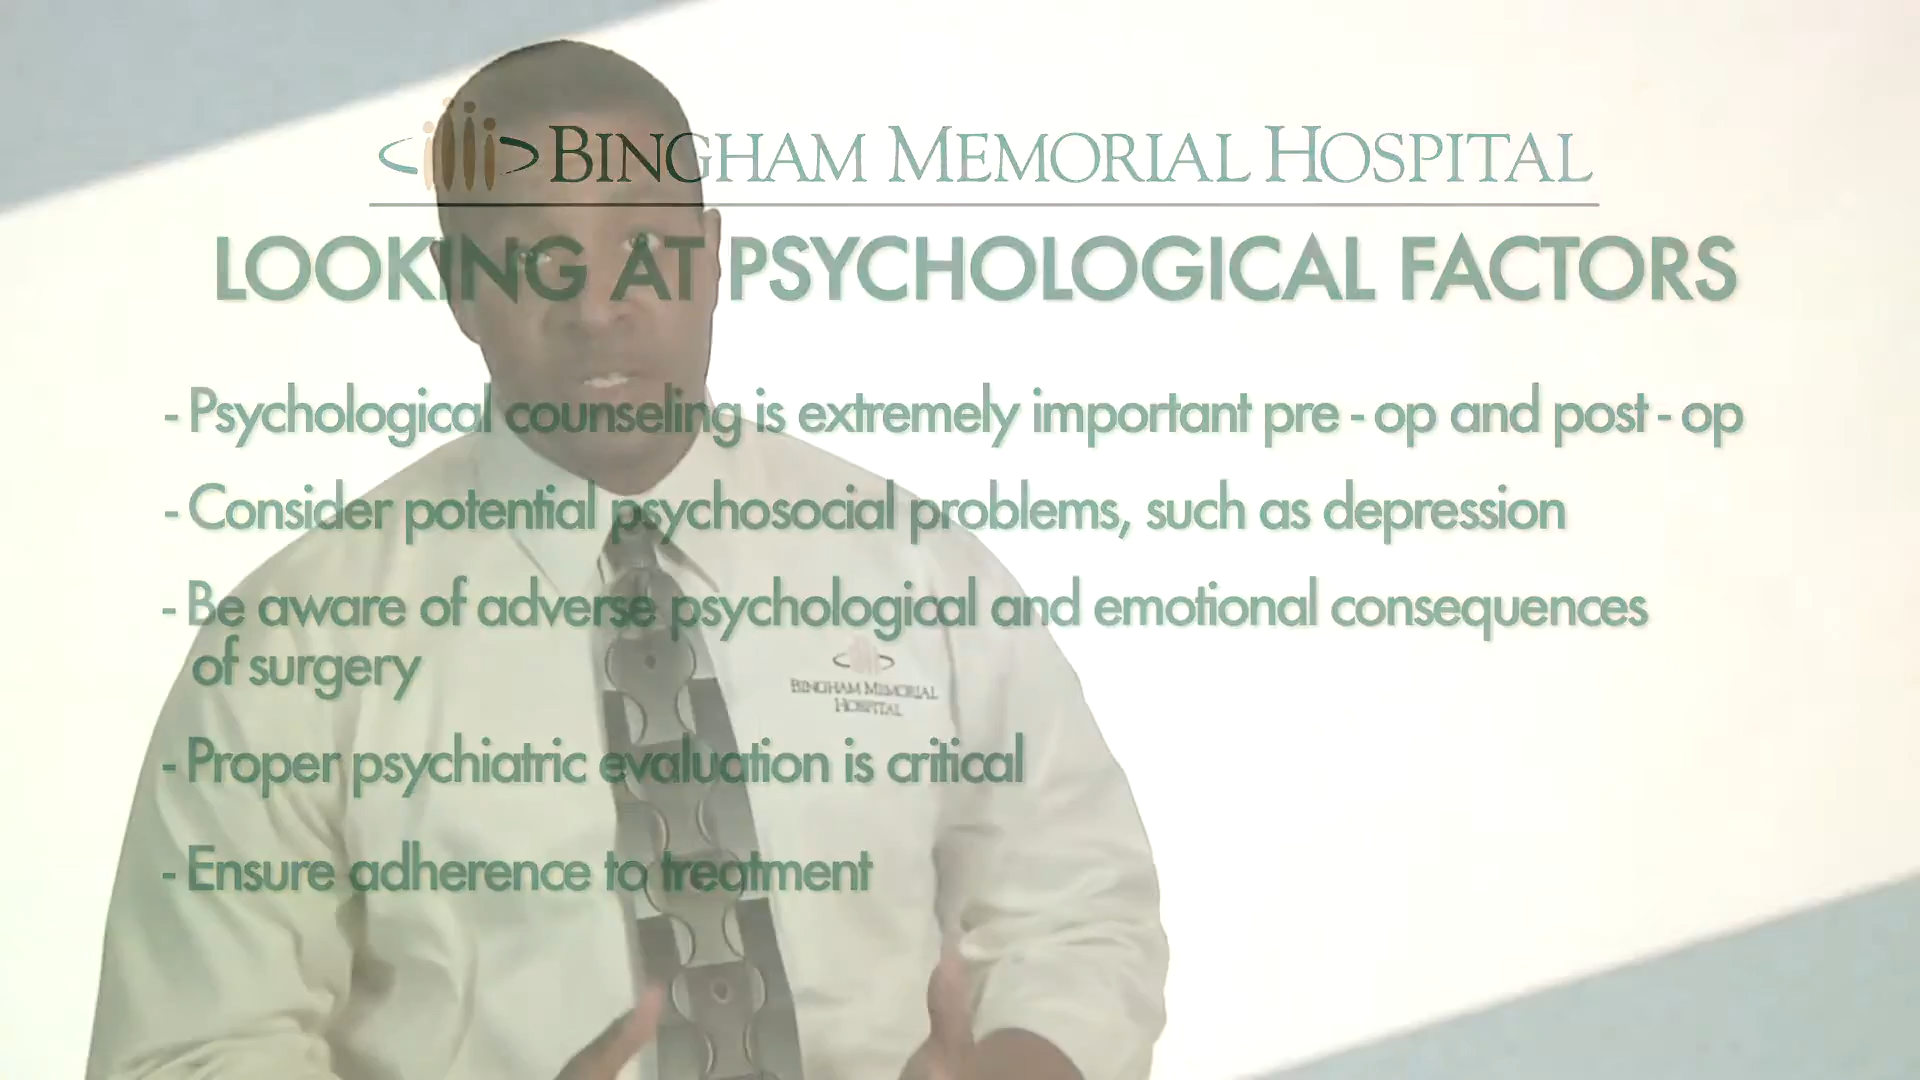 BINGHAM MEMORIAL HOSPITAL
LOOKING AT PSYCHOLOGICAL FACTORS
- Psychological counseling is extremely important pre - op and post - op
- Consider potential psychosocial problems, such as depression
- Be aware of adverse psychological and emotional consequences
of surgery
BINGHAM MEMORIAL
HOSPITAL
- Proper psychiatric evaluation is critical
- Ensure adherence to treatment